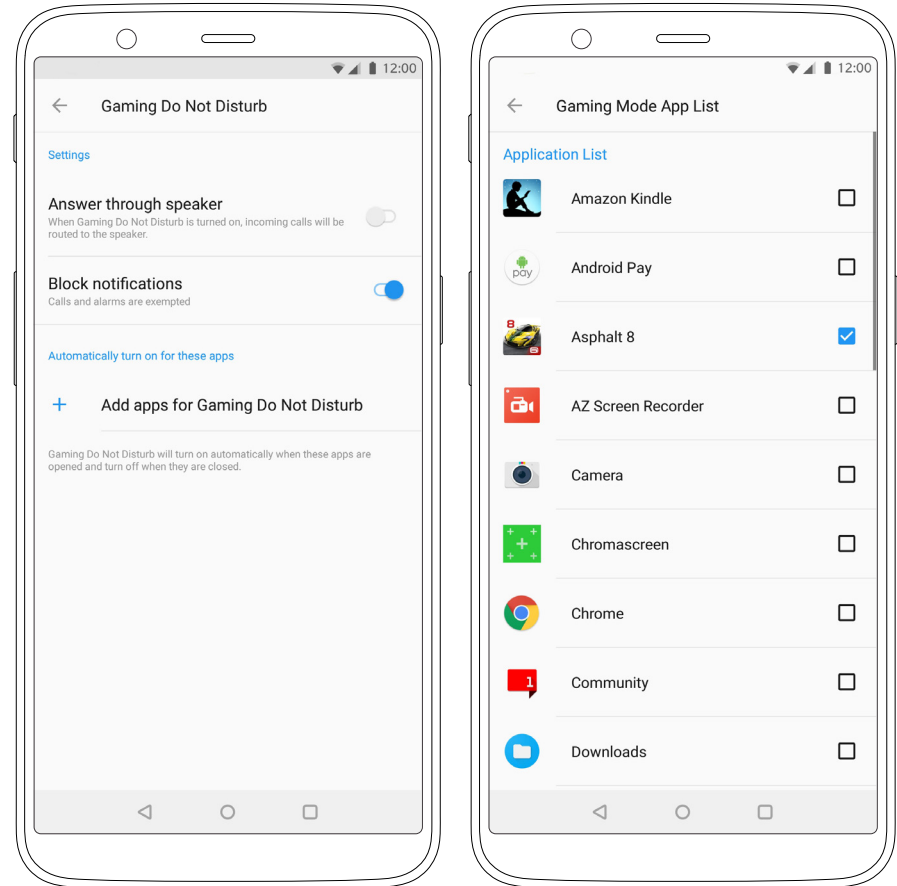 12:00
Gaming Do Not Disturb
Settings
Answer through speaker
When Gaming Do Not Disturb is turned on, incoming calls will be
routed to the speaker.
Block notifications
Calls and alarms are exempted
Automatically turn on for these apps
+ Add apps for Gaming Do Not Disturb
Gaming Do Not Disturb will turn on automatically when these apps are
opened and turn off when they are closed.
12:00
Gaming Mode App List
Application List
Amazon Kindle
pay
Android Pay
8
6
Asphalt 8
AZ Screen Recorder
Camera
Chromascreen
Chrome
1
Community
Downloads